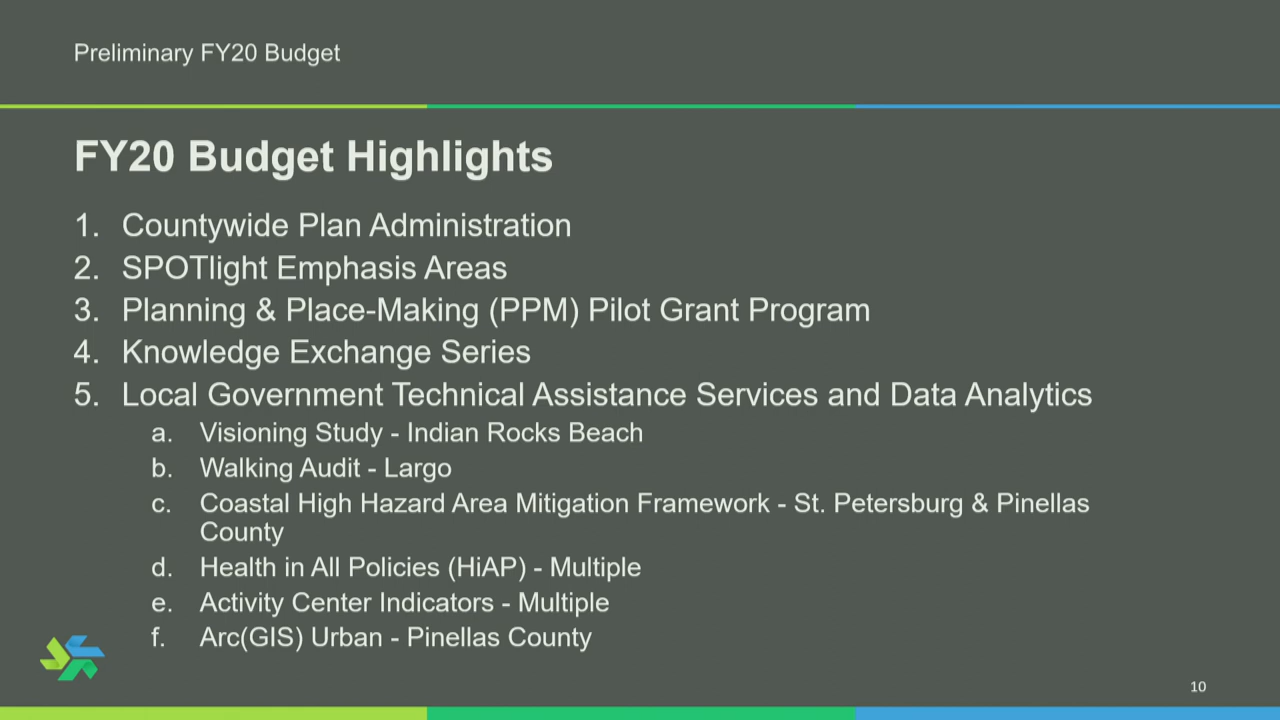 Preliminary FY20 Budget
FY20 Budget Highlights
1. Countywide Plan Administration
2. SPOTlight Emphasis Areas
3. Planning & Place-Making (PPM) Pilot Grant Program
4. Knowledge Exchange Series
5. Local Government Technical Assistance Services and Data Analytics
a. Visioning Study - Indian Rocks Beach
b. Walking Audit - Largo
c. Coastal High Hazard Area Mitigation Framework - St. Petersburg & Pinellas
County
d. Health in All Policies (HiAP) - Multiple
e. Activity Center Indicators - Multiple
f. Arc(GIS) Urban - Pinellas County
10